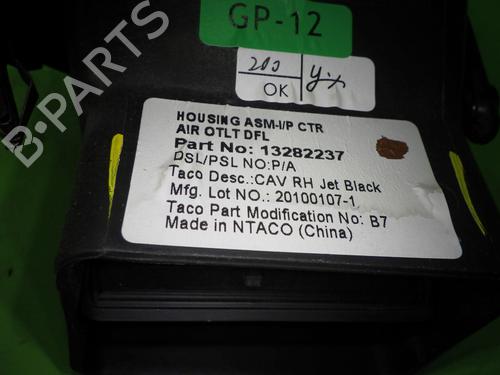 GP-12
OK
HOUSING ASM-I/P CTR
AIR OTLT DFL
Part No: 13282237
DSL/PSL NO:P/A
Taco Desc.:CAV RH Jet Black
Mfg. Lot NO.: 20100107-1
Taco Part Modification No: B7
Made in NTACO (China)